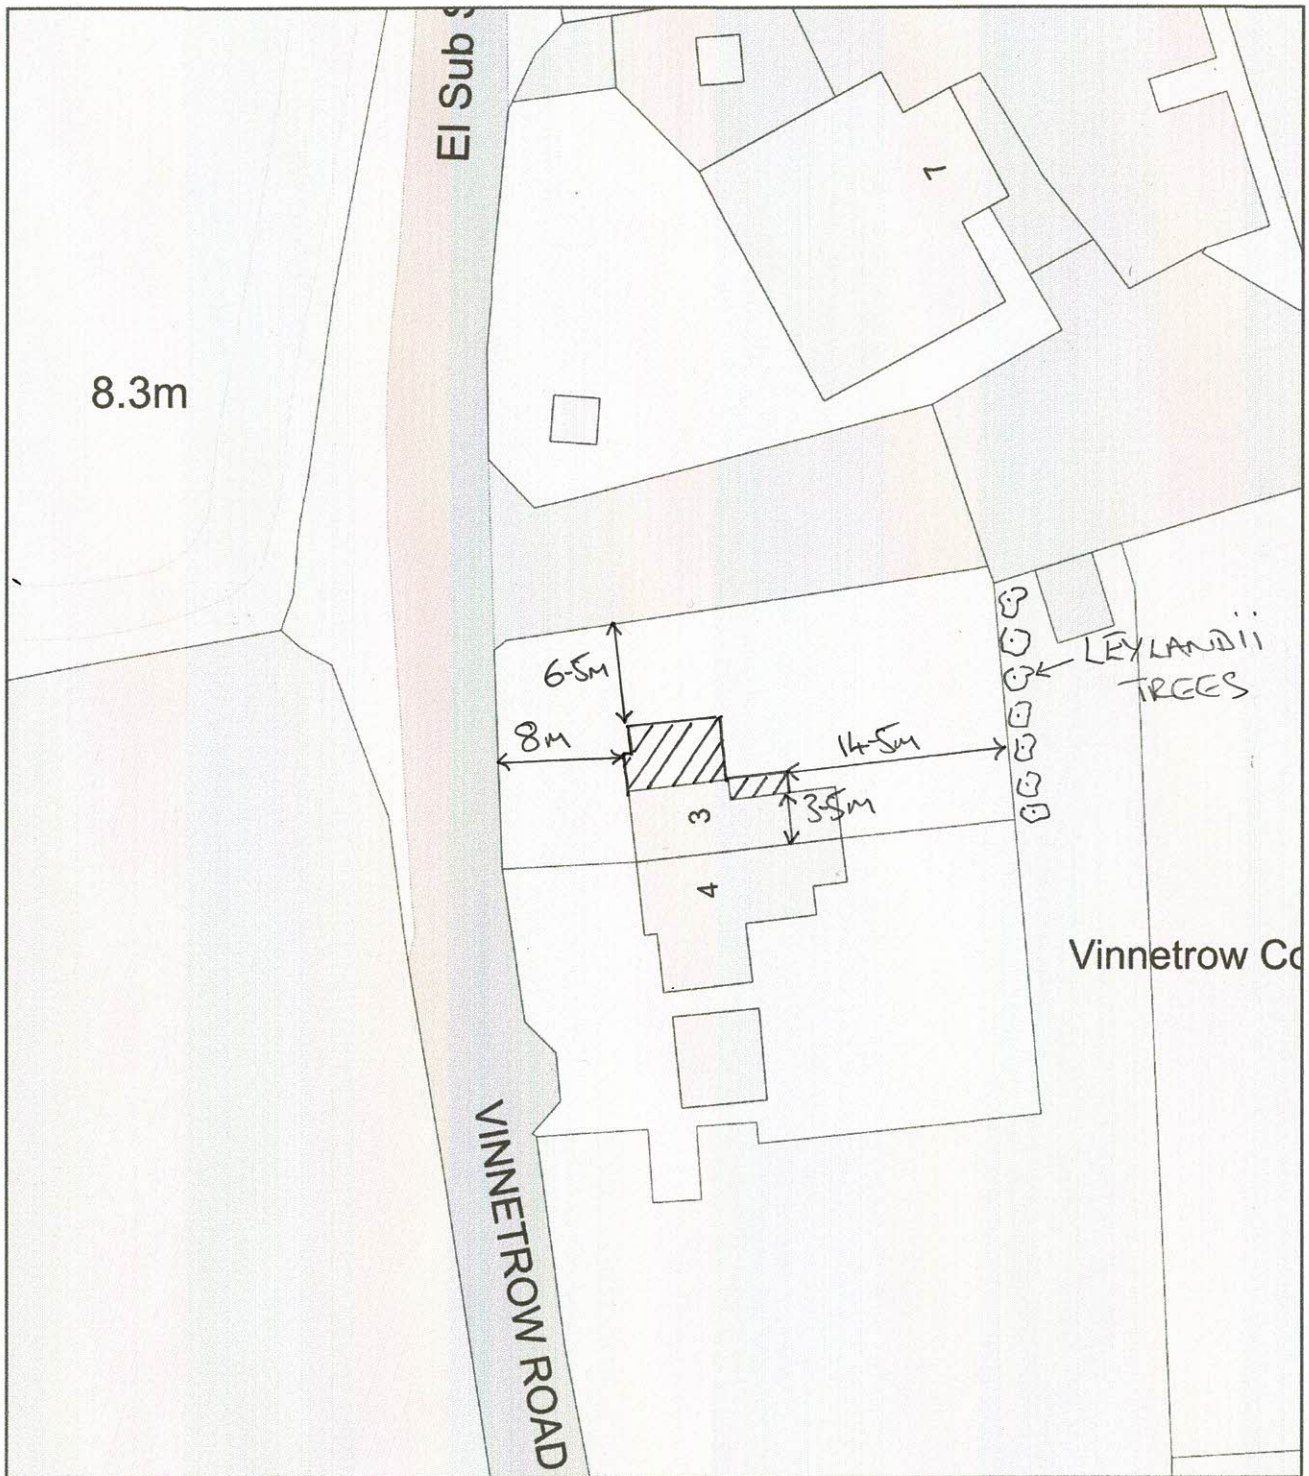 El Sub S
7
8.3m
6-5m
8m
14-5m
3-5m
3
4
LEYLANDii
TREES
Vinnetrow Co
VINNETROW ROAD